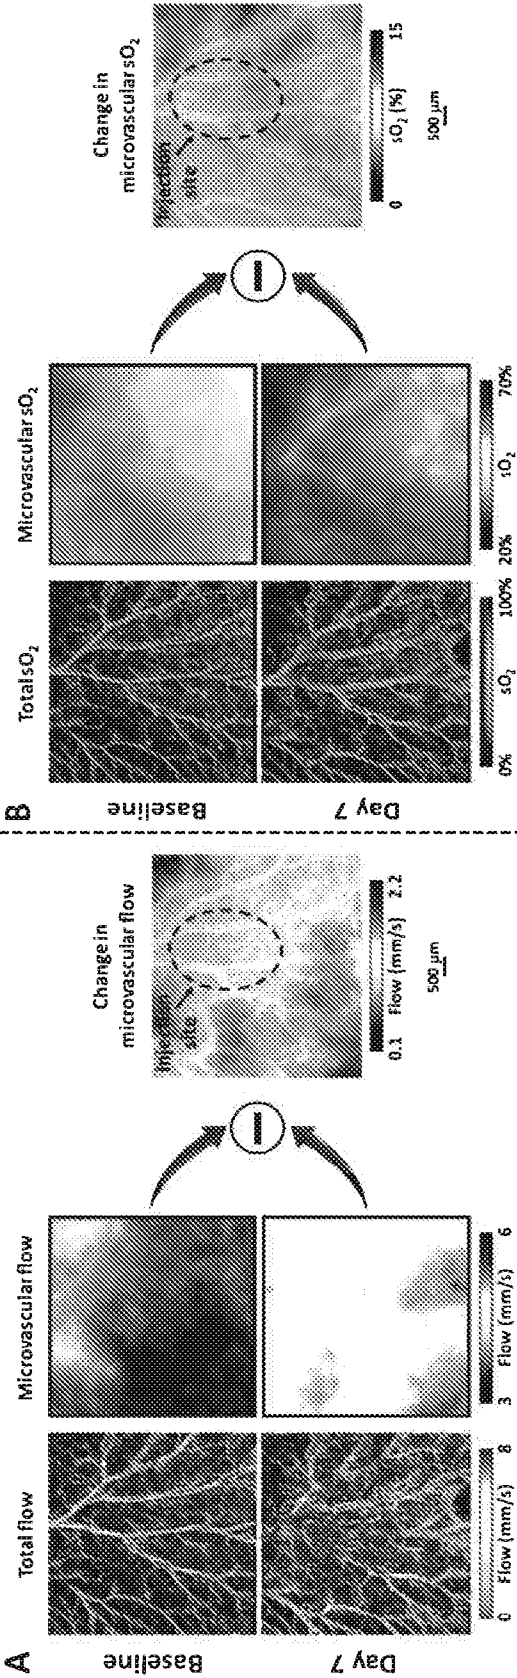 A
Total flow
Microvascular flow
Baseline
Day 7
0
8
Flow (mm/s)
3
6
Flow (mm/s)
Change in
microvascular flow
Injection
site
0.1
2.2
Flow (mm/s)
500 µm
B
Total sO₂
Microvascular sO₂
Baseline
Day 7
0%
100%
sO₂
20%
70%
sO₂
Change in
microvascular sO₂
Injection
site
0
15
sO₂ (%)
500 µm